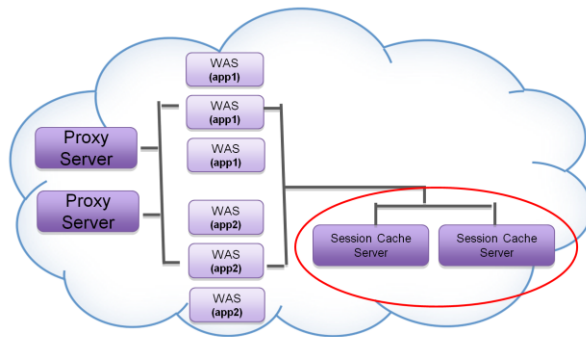 WAS
(app1)
WAS
(app1)
WAS
(app1)
Proxy
Server
Proxy
Server
WAS
(app2)
WAS
(app2)
WAS
(app2)
Session Cache
Server
Session Cache
Server